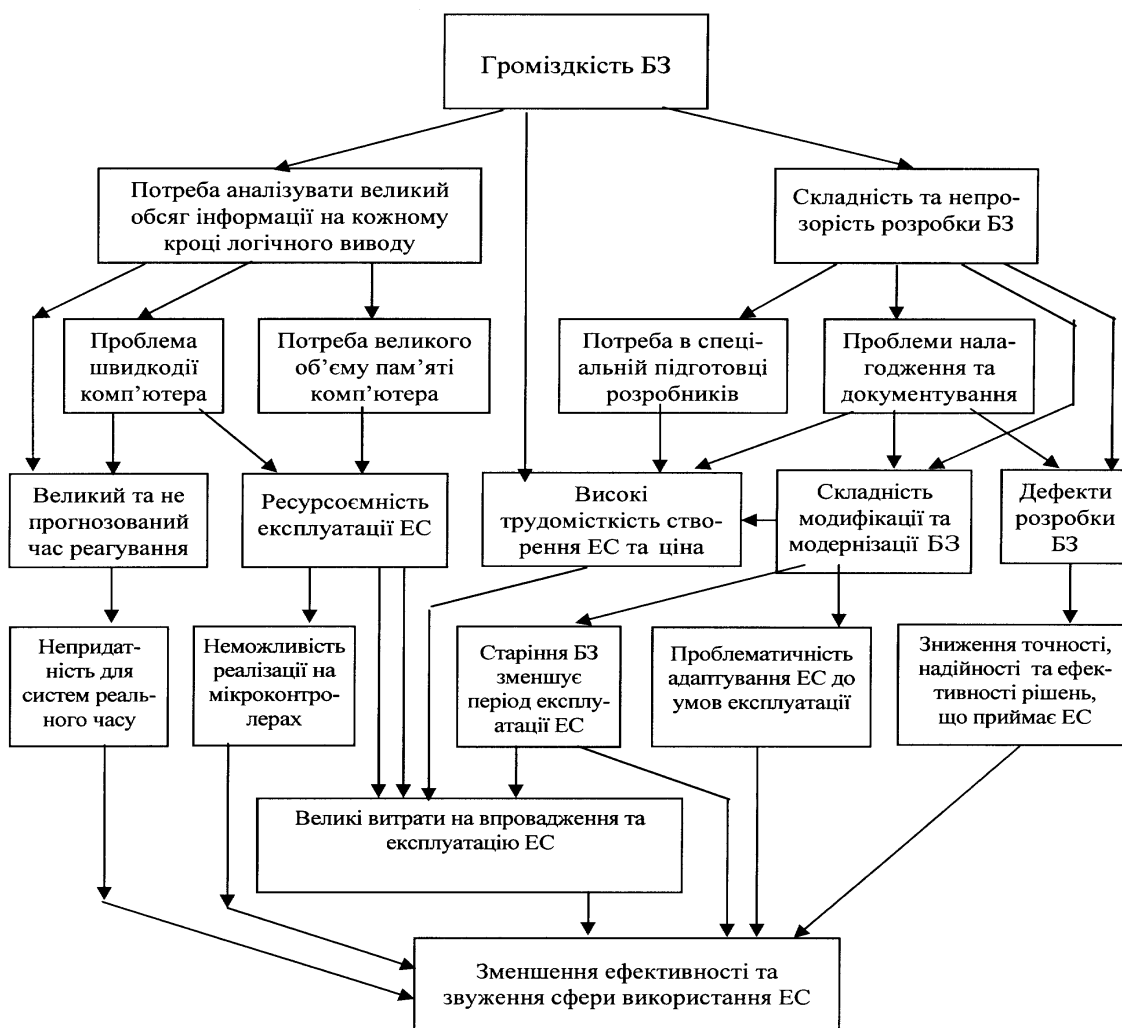 Громіздкість БЗ
Потреба аналізувати великий
обсяг інформації на кожному
кроці логічного виводу
Складність та непро-
зорість розробки БЗ
Проблема
швидкодії
комп’ютера
Потреба великого
об’єму пам’яті
комп’ютера
Потреба в спеці-
альній підготовці
розробників
Проблеми нала-
годження та
документування
Великий та не
прогнозований
час реагування
Ресурсоємність
експлуатації ЕС
Високі
трудомісткість ство-
рення ЕС та ціна
Складність
модифікації та
модернізації БЗ
Дефекти
розробки
БЗ
Непридат-
ність для
систем реаль-
ного часу
Неможливість
реалізації на
мікроконтро-
лерах
Старіння БЗ
зменшує
період експлу-
атації ЕС
Проблематичність
адаптування ЕС до
умов експлуатації
Зниження точності,
надійності та ефек-
тивності рішень,
що приймає ЕС
Великі витрати на впровадження та
експлуатацію ЕС
Зменшення ефективності та
звуження сфери використання ЕС